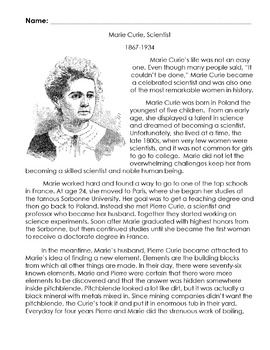 Name:
Marie Curie, Scientist
1867-1934
Marie Curie's life was not an easy
one. Even though many people said, "It
couldn't be done," Marie Curie became
a celebrated scientist and was also one
of the most remarkable women in history.
Marie Curie was born in Poland the
youngest of five children. From an
early age, she displayed a talent in science
and dreamed of becoming a scientist.
Unfortunately, she lived at a time, the
late 1800s, when very few women were
scientists, and it was not common for girls
to go to college. Marie did not let the
overwhelming challenges keep her from
becoming a skilled scientist and noble human being.
Marie worked hard and found a way to go to one of the top schools
in France. At age 24, she moved to Paris, where she began her studies at
the famous Sorbonne University. Her goal was to get a teaching degree and
then go back to Poland. Instead she met Pierre Curie, a scientist and
professor who became her husband. Together they started working on
science experiments. Soon after Marie graduated with highest honors from
the Sorbonne, but then continued studies until she became the first woman
to receive a doctorate degree in France.
In the meantime, Marie's husband, Pierre Curie became attracted to
Marie's idea of finding a new element. Elements are the building blocks
from which all other things are made. In their time, there were seventy-six
known elements. Marie and Pierre were certain that there were more
elements to be discovered and that the answer was hidden somewhere
inside pitchblende. Pitchblende looked a lot like dirt, but it was actually a
black mineral with metals mixed in. Since mining companies didn't want the
pitchblende, the Curie's took it and put it in enormous tub in their yard.
Everyday for four years Pierre and Marie did the strenuous work of boiling,